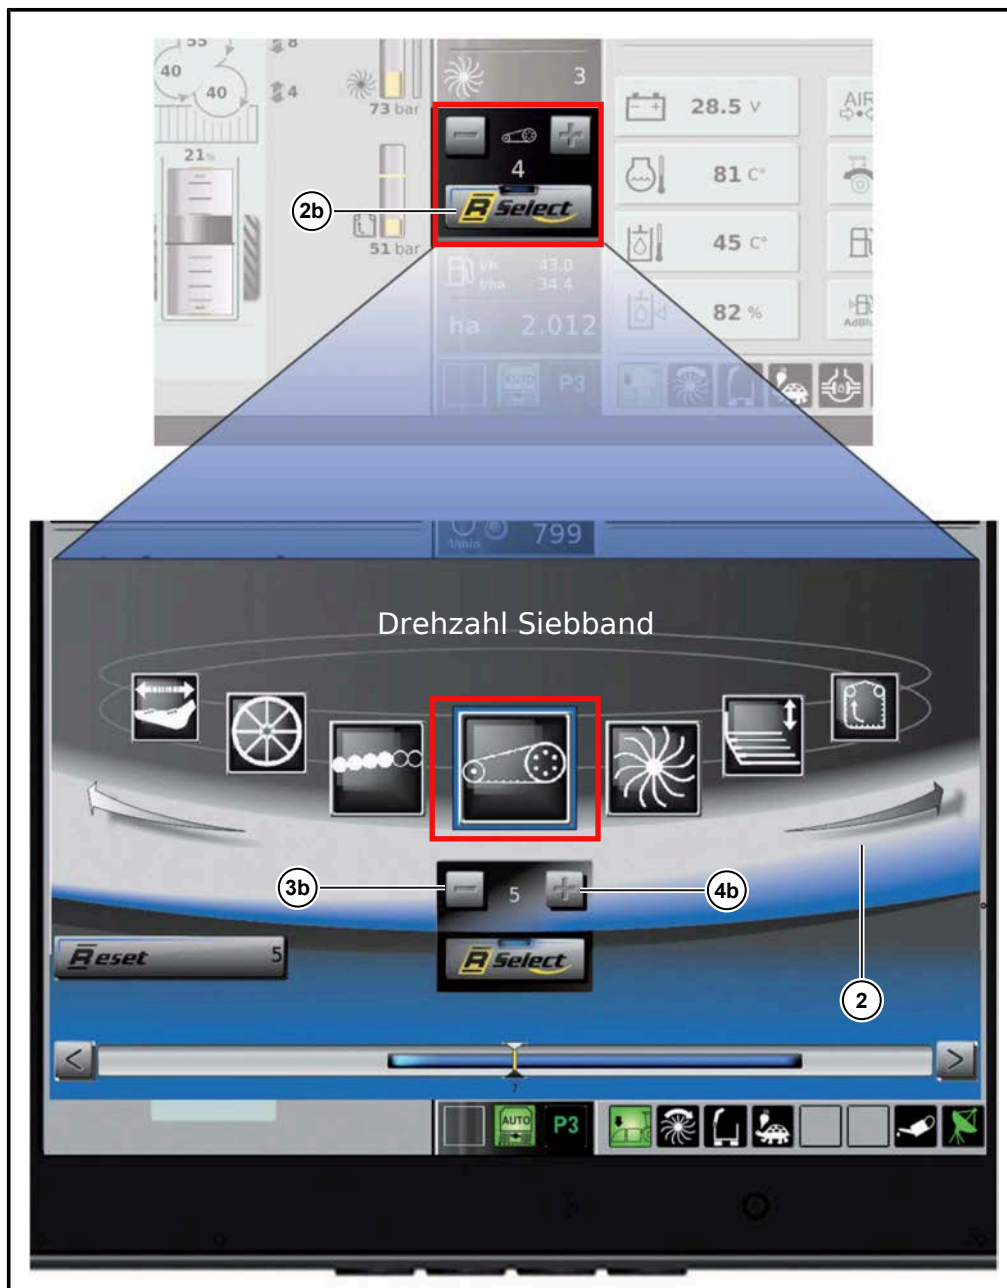 55
8
3
40
40
4
73 bar
28.5 V
AIR
21%
4
81 C°
R Select
2b
51 bar
45 C°
l/h 43.0
l/ha 34.4
82 %
ha 2.012
AUTO P3
799
1/min
Drehzahl Siebband
3b
5
4b
Reset 5
R Select
2
<
>
7
AUTO P3